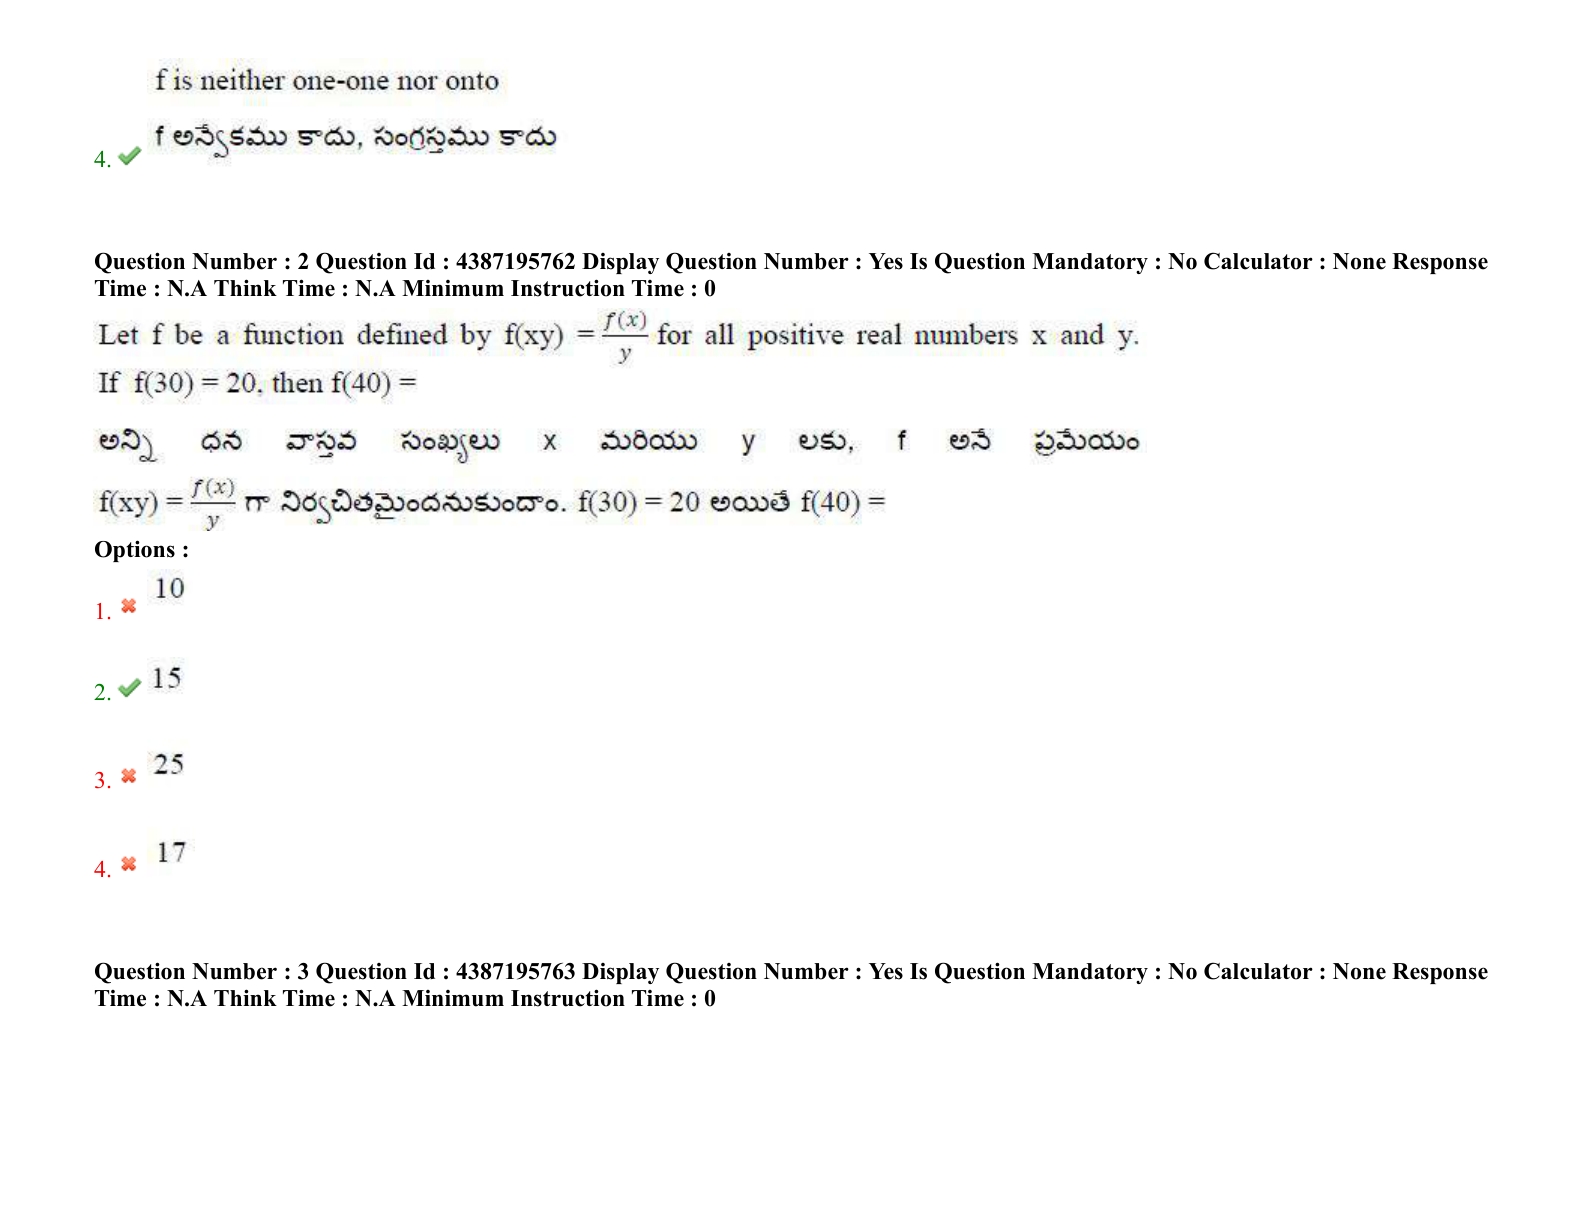 f is neither one-one nor onto
f అన్వేకము కాదు, సంగ్రస్తము కాదు
4.
Question Number : 2 Question Id : 4387195762 Display Question Number : Yes Is Question Mandatory : No Calculator : None Response
Time : N.A Think Time : N.A Minimum Instruction Time : 0
Let f be a function defined by f(xy) = f(x)/y for all positive real numbers x and y.
If f(30) = 20, then f(40) =
అన్ని ధన వాస్తవ సంఖ్యలు x మరియు y లకు, f అనే ప్రమేయం
f(xy) = f(x)/y గా నిర్వచితమైందనుకుందాం. f(30) = 20 అయితే f(40) =
Options :
1. 10
2. 15
3. 25
4. 17
Question Number : 3 Question Id : 4387195763 Display Question Number : Yes Is Question Mandatory : No Calculator : None Response
Time : N.A Think Time : N.A Minimum Instruction Time : 0